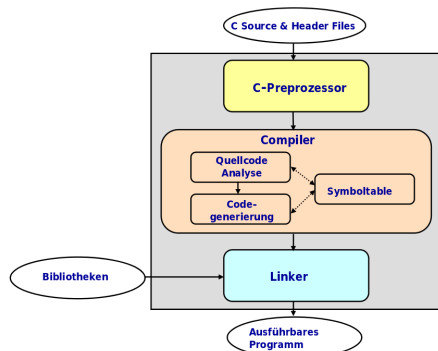 C Source & Header Files
C-Preprozessor
Compiler
Quellcode
Analyse
Symboltable
Code-
generierung
Bibliotheken
Linker
Ausführbares
Programm